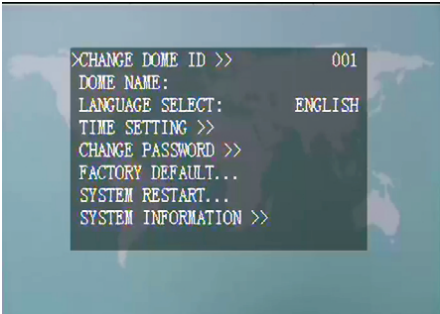 >CHANGE DOME ID >> 001
DOME NAME:
LANGUAGE SELECT: ENGLISH
TIME SETTING >>
CHANGE PASSWORD >>
FACTORY DEFAULT...
SYSTEM RESTART...
SYSTEM INFORMATION >>